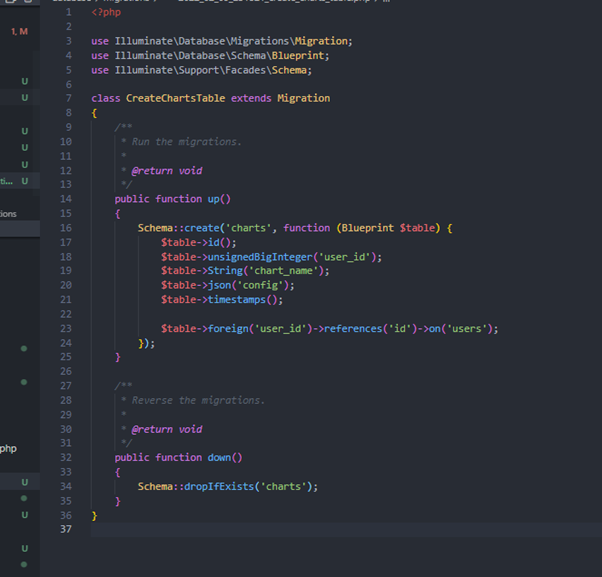 1, M
U
U
U
U
U
U
tions
php
U
U
U
1 <?php
2
3 use Illuminate\Database\Migrations\Migration;
4 use Illuminate\Database\Schema\Blueprint;
5 use Illuminate\Support\Facades\Schema;
6
7 class CreateChartsTable extends Migration
8 {
9     /**
10      * Run the migrations.
11      *
12      * @return void
13      */
14     public function up()
15     {
16         Schema::create('charts', function (Blueprint $table) {
17             $table->id();
18             $table->unsignedBigInteger('user_id');
19             $table->String('chart_name');
20             $table->json('config');
21             $table->timestamps();
22
23             $table->foreign('user_id')->references('id')->on('users');
24         });
25     }
26
27     /**
28      * Reverse the migrations.
29      *
30      * @return void
31      */
32     public function down()
33     {
34         Schema::dropIfExists('charts');
35     }
36 }
37